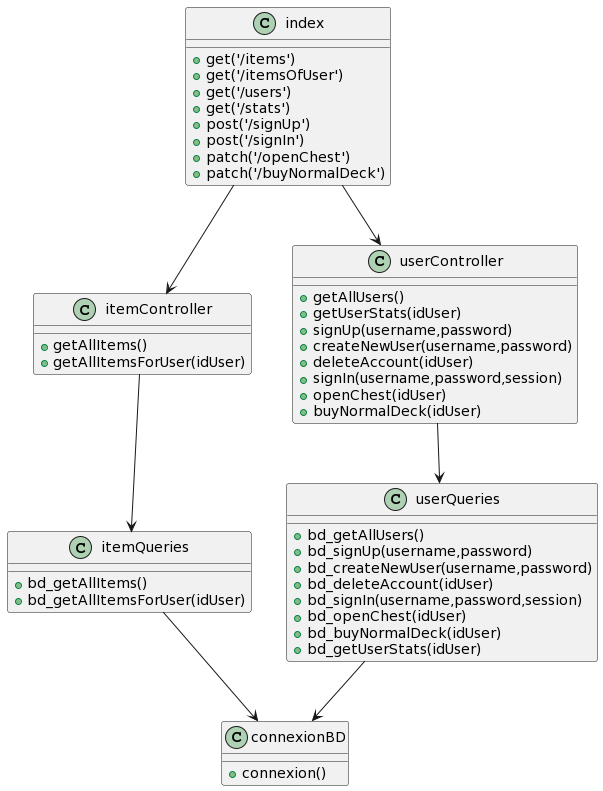 C index
get('/items')
get('/itemsOfUser')
get('/users')
get('/stats')
post('/signUp')
post('/signIn')
patch('/openChest')
patch('/buyNormalDeck')
C itemController
getAllItems()
getAllItemsForUser(idUser)
C userController
getAllUsers()
getUserStats(idUser)
signUp(username,password)
createNewUser(username,password)
deleteAccount(idUser)
signIn(username,password,session)
openChest(idUser)
buyNormalDeck(idUser)
C itemQueries
bd_getAllItems()
bd_getAllItemsForUser(idUser)
C userQueries
bd_getAllUsers()
bd_signUp(username,password)
bd_createNewUser(username,password)
bd_deleteAccount(idUser)
bd_signIn(username,password,session)
bd_openChest(idUser)
bd_buyNormalDeck(idUser)
bd_getUserStats(idUser)
C connexionBD
connexion()